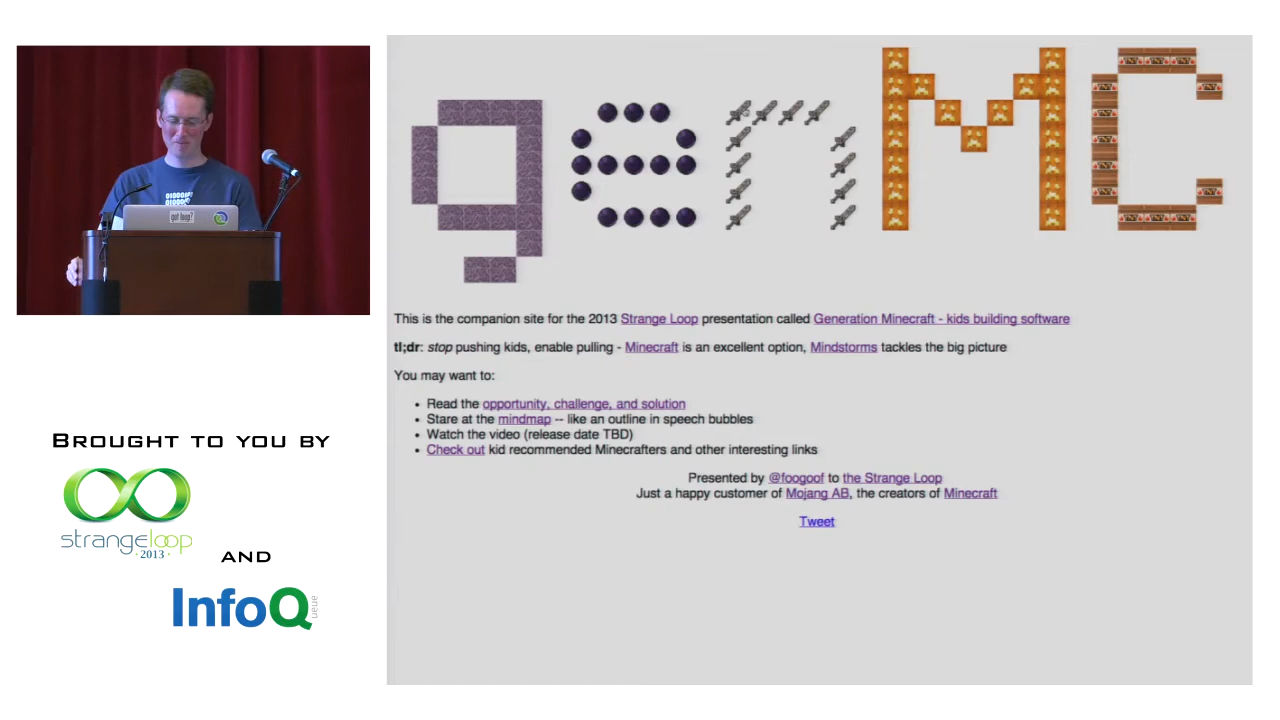 genMC
This is the companion site for the 2013 Strange Loop presentation called Generation Minecraft - kids building software
tl;dr: stop pushing kids, enable pulling - Minecraft is an excellent option, Mindstorms tackles the big picture
You may want to:
• Read the opportunity, challenge, and solution
• Stare at the mindmap -- like an outline in speech bubbles
• Watch the video (release date TBD)
• Check out kid recommended Minecrafters and other interesting links
Presented by @foogoof to the Strange Loop
Just a happy customer of Mojang AB, the creators of Minecraft
Tweet
got loop?
BROUGHT TO YOU BY
strangeloop
·2013·
AND
InfoQ